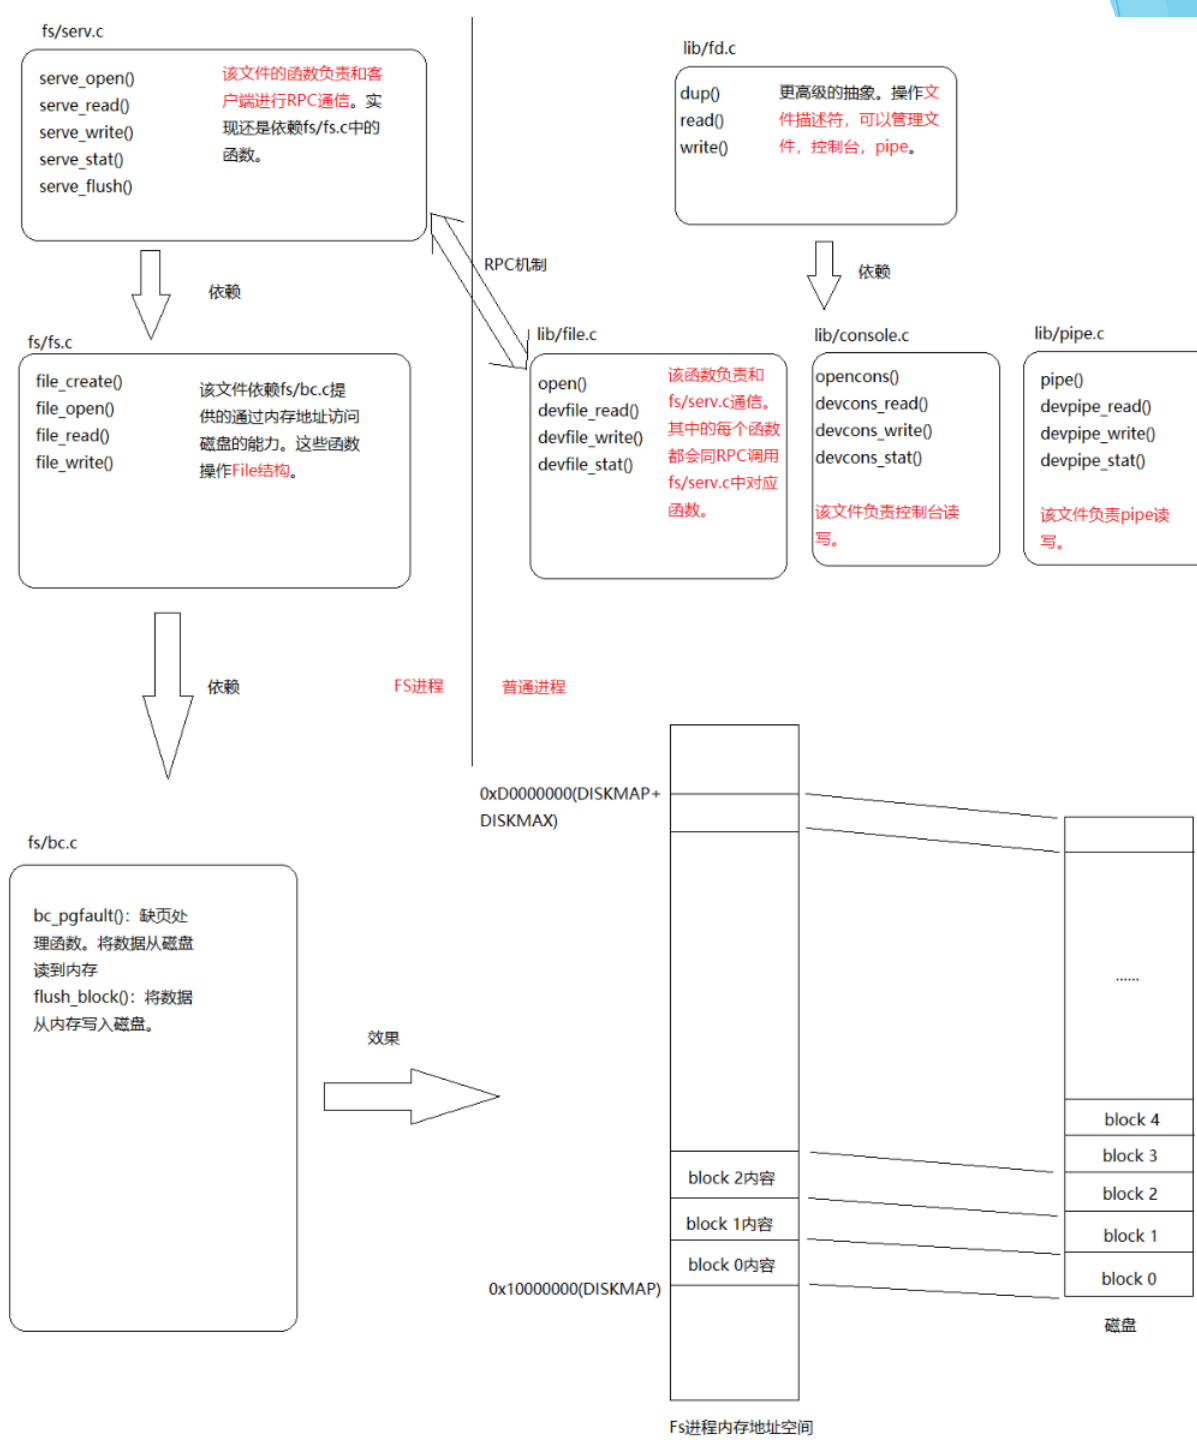 fs/serv.c
serve_open()
serve_read()
serve_write()
serve_stat()
serve_flush()
该文件的函数负责和客
户端进行RPC通信。实
现还是依赖fs/fs.c中的
函数。
lib/fd.c
dup()
read()
write()
更高级的抽象。操作文
件描述符，可以管理文
件，控制台，pipe。
依赖
RPC机制
依赖
fs/fs.c
file_create()
file_open()
file_read()
file_write()
该文件依赖fs/bc.c提
供的通过内存地址访问
磁盘的能力。这些函数
操作File结构。
lib/file.c
open()
devfile_read()
devfile_write()
devfile_stat()
该函数负责和
fs/serv.c通信。
其中的每个函数
都会同RPC调用
fs/serv.c中对应
函数。
lib/console.c
opencons()
devcons_read()
devcons_write()
devcons_stat()
该文件负责控制台读
写。
lib/pipe.c
pipe()
devpipe_read()
devpipe_write()
devpipe_stat()
该文件负责pipe读
写。
依赖
FS进程
普通进程
fs/bc.c
bc_pgfault()：缺页处
理函数。将数据从磁盘
读到内存
flush_block()：将数据
从内存写入磁盘。
效果
0xD0000000(DISKMAP+
DISKMAX)
block 2内容
block 1内容
block 0内容
0x10000000(DISKMAP)
Fs进程内存地址空间
......
block 4
block 3
block 2
block 1
block 0
磁盘